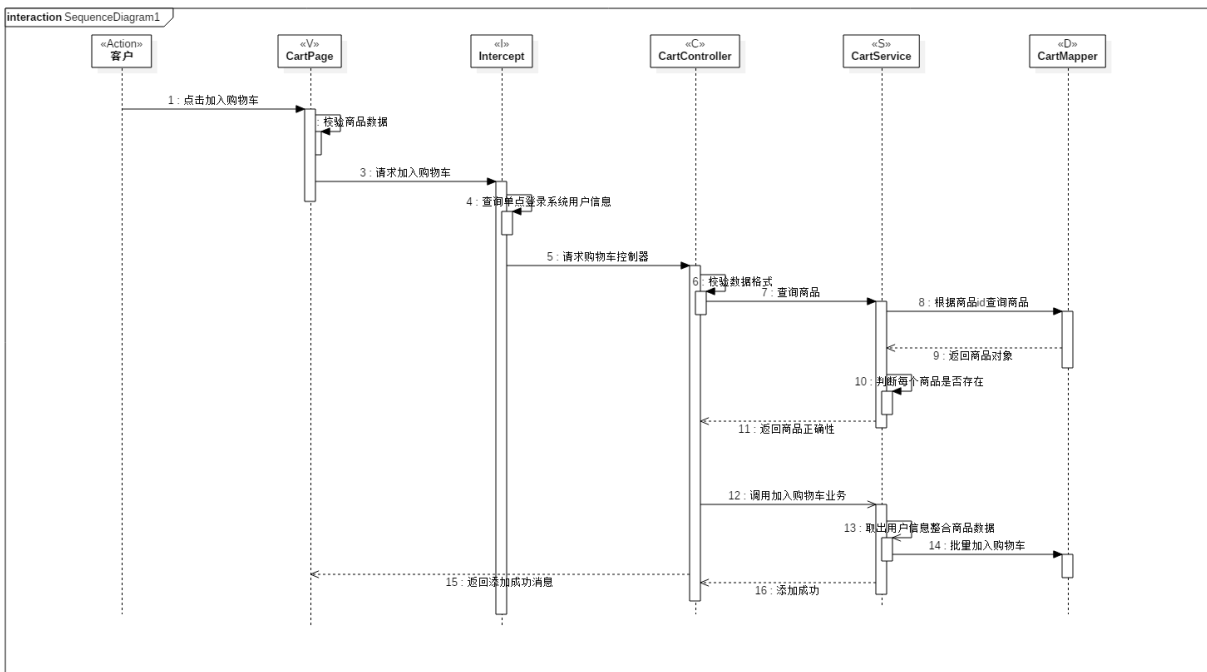 interaction SequenceDiagram1
«Action»
客户
«V»
CartPage
«I»
Intercept
«C»
CartController
«S»
CartService
«D»
CartMapper
1 : 点击加入购物车
: 校验商品数据
3 : 请求加入购物车
4 : 查询单点登录系统用户信息
5 : 请求购物车控制器
6 : 校验数据格式
7 : 查询商品
8 : 根据商品id查询商品
9 : 返回商品对象
10 : 判断每个商品是否存在
11 : 返回商品正确性
12 : 调用加入购物车业务
13 : 取出用户信息整合商品数据
14 : 批量加入购物车
15 : 返回添加成功消息
16 : 添加成功